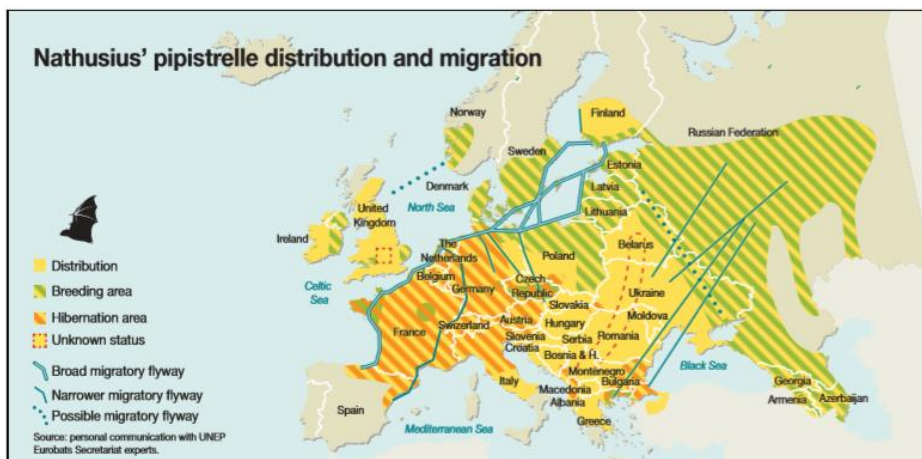 Nathusius' pipistrelle distribution and migration
Norway
Finland
Russian Federation
Sweden
Estonia
Denmark
Latvia
North Sea
Lithuania
United
Kingdom
Ireland
The
Netherlands
Belarus
Poland
Belgium
Celtic
Sea
Germany
Czech
Republic
Ukraine
Slovakia
Moldova
France
Switzerland
Austria
Hungary
Slovenia
Croatia
Serbia
Romania
Bosnia & H.
Montenegro
Black Sea
Italy
Bulgaria
Macedonia
Albania
Georgia
Armenia
Azerbaijan
Spain
Greece
Mediterranean Sea
Distribution
Breeding area
Hibernation area
Unknown status
Broad migratory flyway
Narrower migratory flyway
Possible migratory flyway
Source: personal communication with UNEP
Eurobats Secretariat experts.